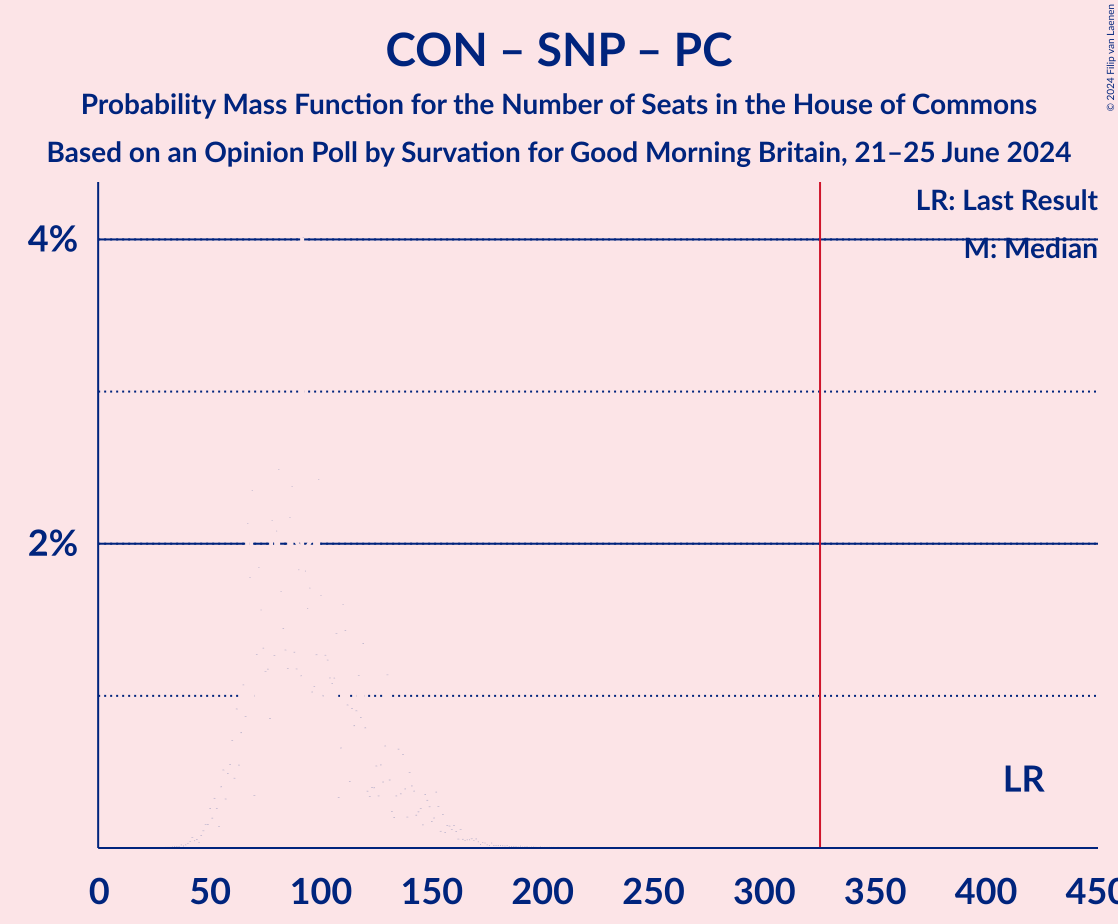 CON – SNP – PC
Probability Mass Function for the Number of Seats in the House of Commons
Based on an Opinion Poll by Survation for Good Morning Britain, 21–25 June 2024
© 2024 Filip van Laenen
LR: Last Result
M: Median
4%
2%
LR
0 50 100 150 200 250 300 350 400 450